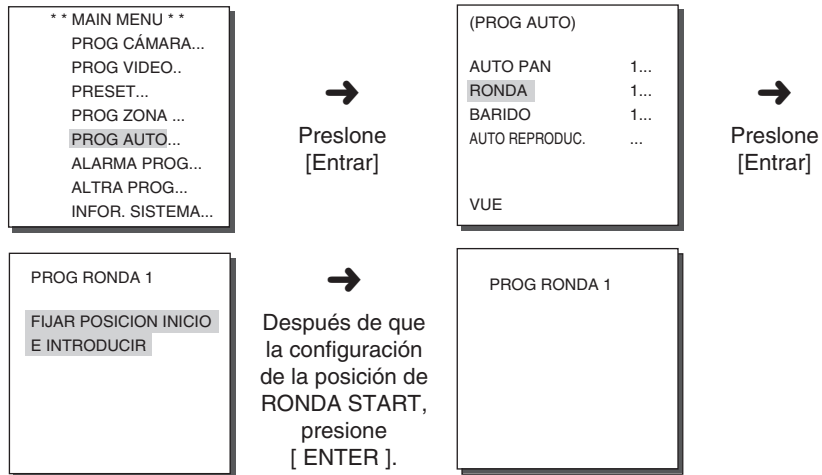 * * MAIN MENU * *
PROG CÁMARA...
PROG VIDEO..
PRESET...
PROG ZONA ...
PROG AUTO...
ALARMA PROG...
ALTRA PROG...
INFOR. SISTEMA...
➜
Preslone
[Entrar]
(PROG AUTO)
AUTO PAN 1...
RONDA 1...
BARIDO 1...
AUTO REPRODUC. ...
VUE
➜
Preslone
[Entrar]
PROG RONDA 1
FIJAR POSICION INICIO
E INTRODUCIR
➜
Después de que
la configuración
de la posición de
RONDA START,
presione
[ ENTER ].
PROG RONDA 1